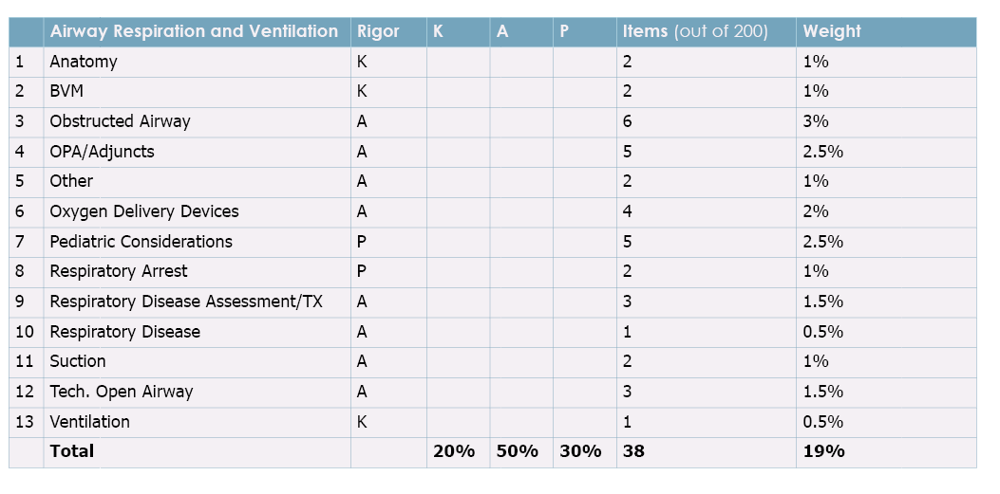 Airway Respiration and Ventilation Rigor K A P Items (out of 200) Weight
1 Anatomy K 2 1%
2 BVM K 2 1%
3 Obstructed Airway A 6 3%
4 OPA/Adjuncts A 5 2.5%
5 Other A 2 1%
6 Oxygen Delivery Devices A 4 2%
7 Pediatric Considerations P 5 2.5%
8 Respiratory Arrest P 2 1%
9 Respiratory Disease Assessment/TX A 3 1.5%
10 Respiratory Disease A 1 0.5%
11 Suction A 2 1%
12 Tech. Open Airway A 3 1.5%
13 Ventilation K 1 0.5%
Total 20% 50% 30% 38 19%